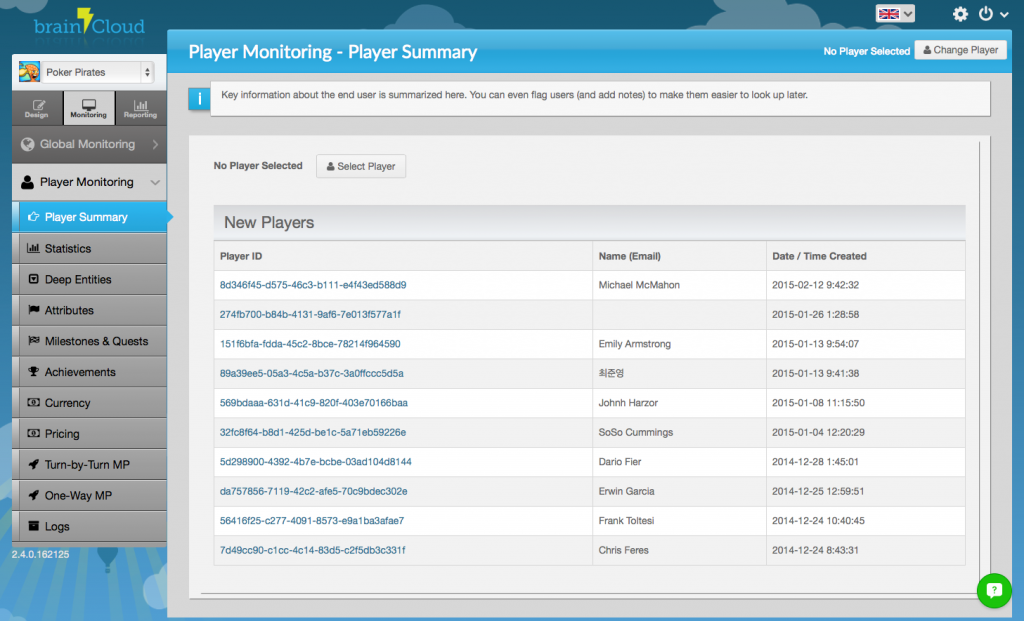 brainCloud
Player Monitoring - Player Summary
No Player Selected
Change Player
Poker Pirates
Design
Monitoring
Reporting
Global Monitoring
Player Monitoring
Player Summary
Statistics
Deep Entities
Attributes
Milestones & Quests
Achievements
Currency
Pricing
Turn-by-Turn MP
One-Way MP
Logs
2.4.0.162125
i
Key information about the end user is summarized here. You can even flag users (and add notes) to make them easier to look up later.
No Player Selected
Select Player
New Players
Player ID Name (Email) Date / Time Created
8d346f45-d575-46c3-b111-e4f43ed588d9 Michael McMahon 2015-02-12 9:42:32
274fb700-b84b-4131-9af6-7e013f577a1f 2015-01-26 1:28:58
151f6bfa-fdda-45c2-8bce-78214f964590 Emily Armstrong 2015-01-13 9:54:07
89a39ee5-05a3-4c5a-b37c-3a0ffccc5d5a 최준영 2015-01-13 9:41:38
569bdaaa-631d-41c9-820f-403e70166baa Johnh Harzor 2015-01-08 11:15:50
32fc8f64-b8d1-425d-be1c-5a71eb59226e SoSo Cummings 2015-01-04 12:20:29
5d298900-4392-4b7e-bcbe-03ad104d8144 Dario Fier 2014-12-28 1:45:01
da757856-7119-42c2-afe5-70c9bdec302e Erwin Garcia 2014-12-25 12:59:51
56416f25-c277-4091-8573-e9a1ba3afae7 Frank Toltesi 2014-12-24 10:40:45
7d49cc90-c1cc-4c14-83d5-c2f5db3c331f Chris Feres 2014-12-24 8:43:31